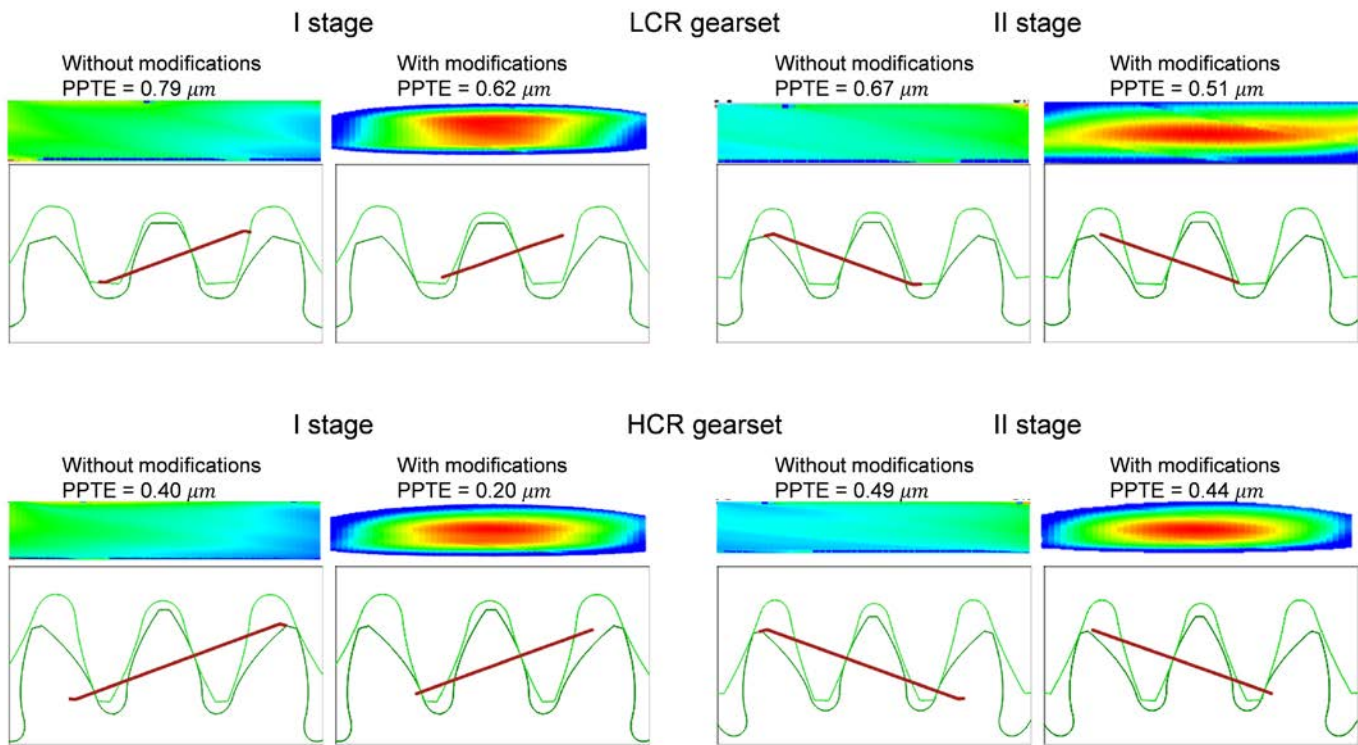 I stage LCR gearset II stage
Without modifications With modifications Without modifications With modifications
PPTE = 0.79 μm PPTE = 0.62 μm PPTE = 0.67 μm PPTE = 0.51 μm
I stage HCR gearset II stage
Without modifications With modifications Without modifications With modifications
PPTE = 0.40 μm PPTE = 0.20 μm PPTE = 0.49 μm PPTE = 0.44 μm